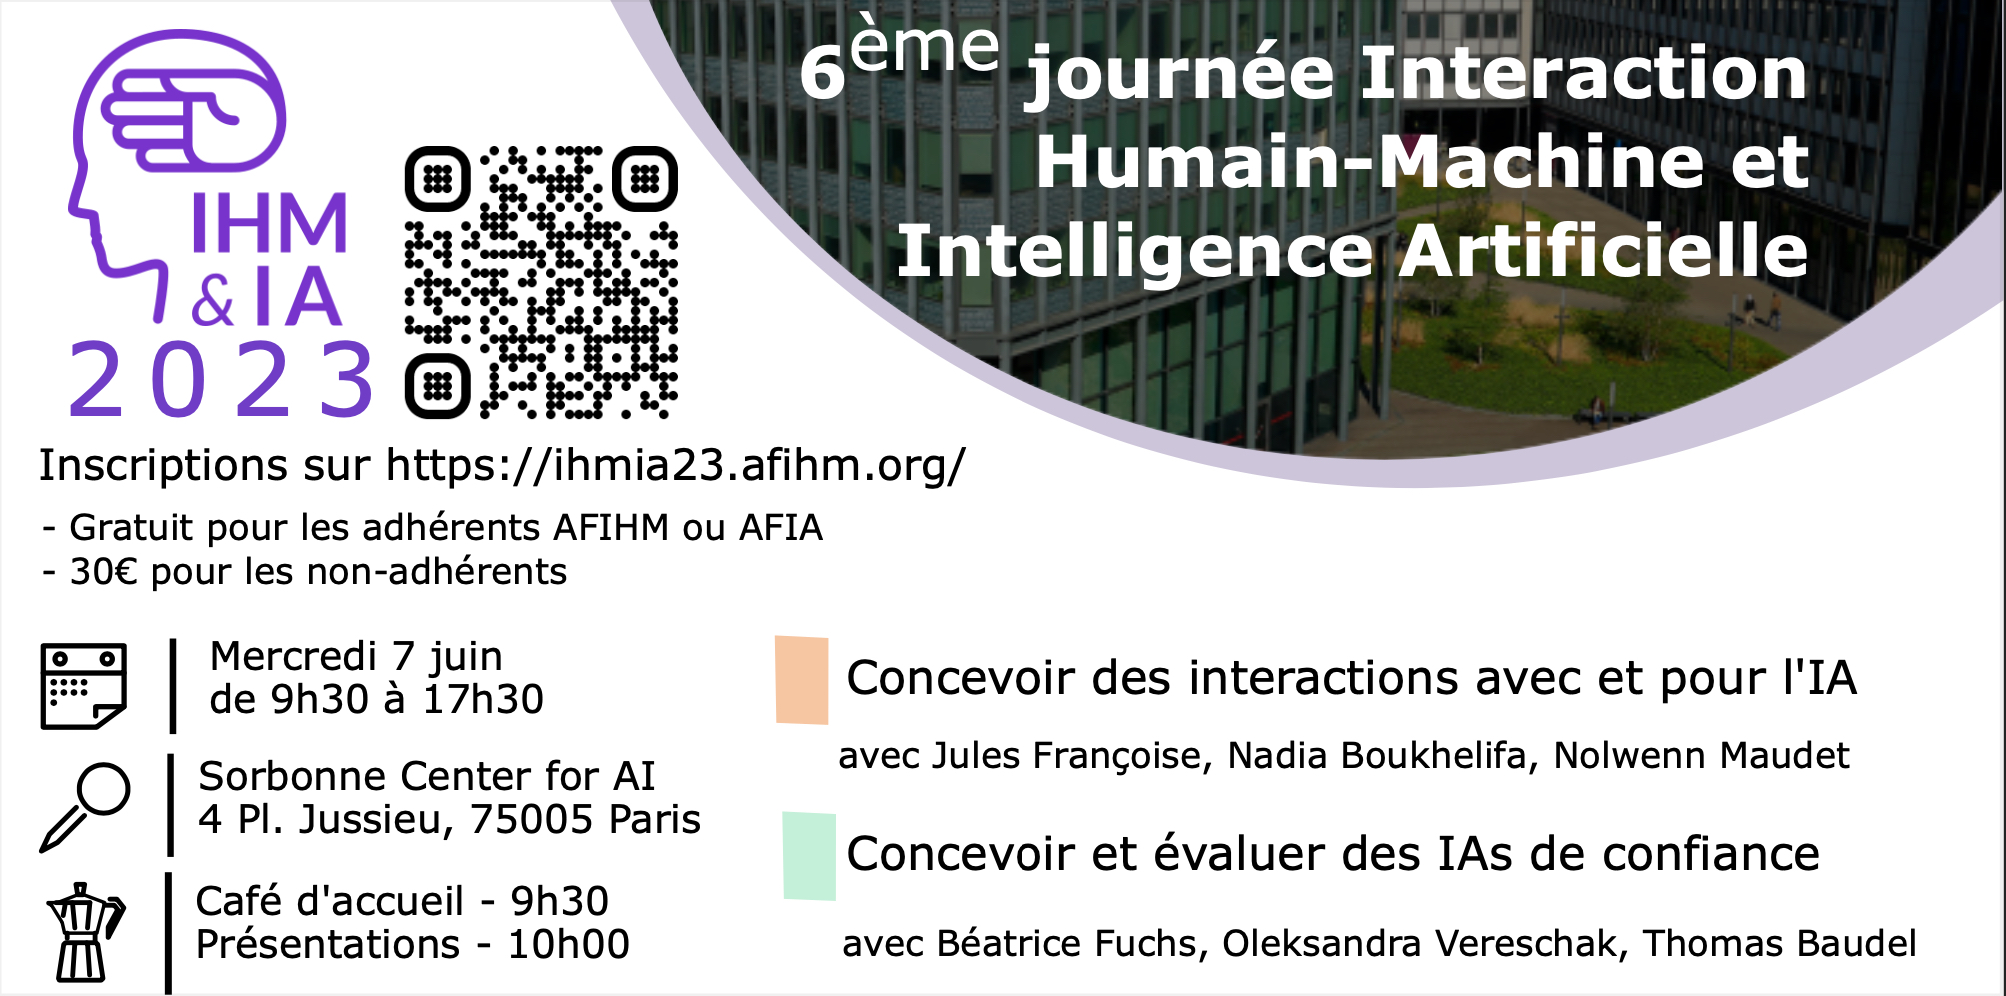 6ème journée Interaction
Humain-Machine et
Intelligence Artificielle
IHM
& IA
2023
Inscriptions sur https://ihmia23.afihm.org/
- Gratuit pour les adhérents AFIHM ou AFIA
- 30€ pour les non-adhérents
Mercredi 7 juin
de 9h30 à 17h30
Sorbonne Center for AI
4 Pl. Jussieu, 75005 Paris
Café d'accueil - 9h30
Présentations - 10h00
Concevoir des interactions avec et pour l'IA
avec Jules Françoise, Nadia Boukhelifa, Nolwenn Maudet
Concevoir et évaluer des IAs de confiance
avec Béatrice Fuchs, Oleksandra Vereschak, Thomas Baudel